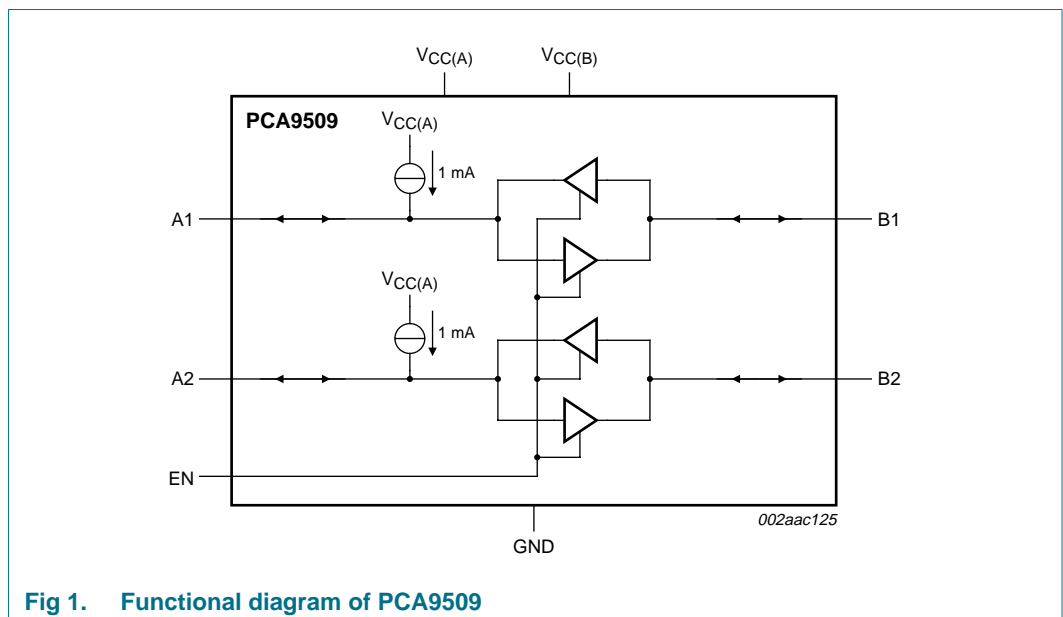 VCC(A) VCC(B)
PCA9509
VCC(A)
1 mA
A1
B1
VCC(A)
1 mA
A2
B2
EN
002aac125
GND
Fig 1. Functional diagram of PCA9509